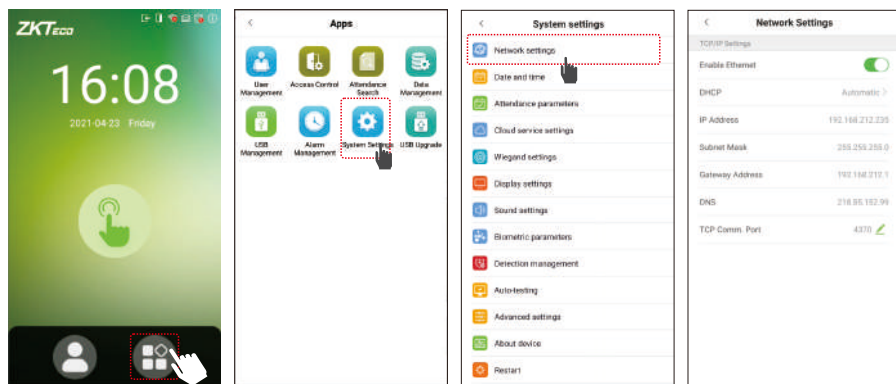 ZKTeco
16:08
2021-04-23 Friday
Apps
User
Management
Access Control
Attendance
Search
Data
Management
USB
Management
Alarm
Management
System Settings
USB Upgrade
System settings
Network settings
Date and time
Attendance parameters
Cloud service settings
Wiegand settings
Display settings
Sound settings
Biometric parameters
Detection management
Auto-testing
Advanced settings
About device
Restart
Network Settings
TCP/IP Settings
Enable Ethernet
DHCP Automatic
IP Address 192.168.212.235
Subnet Mask 255.255.255.0
Gateway Address 192.168.212.1
DNS 218.85.152.99
TCP Comm. Port 4370